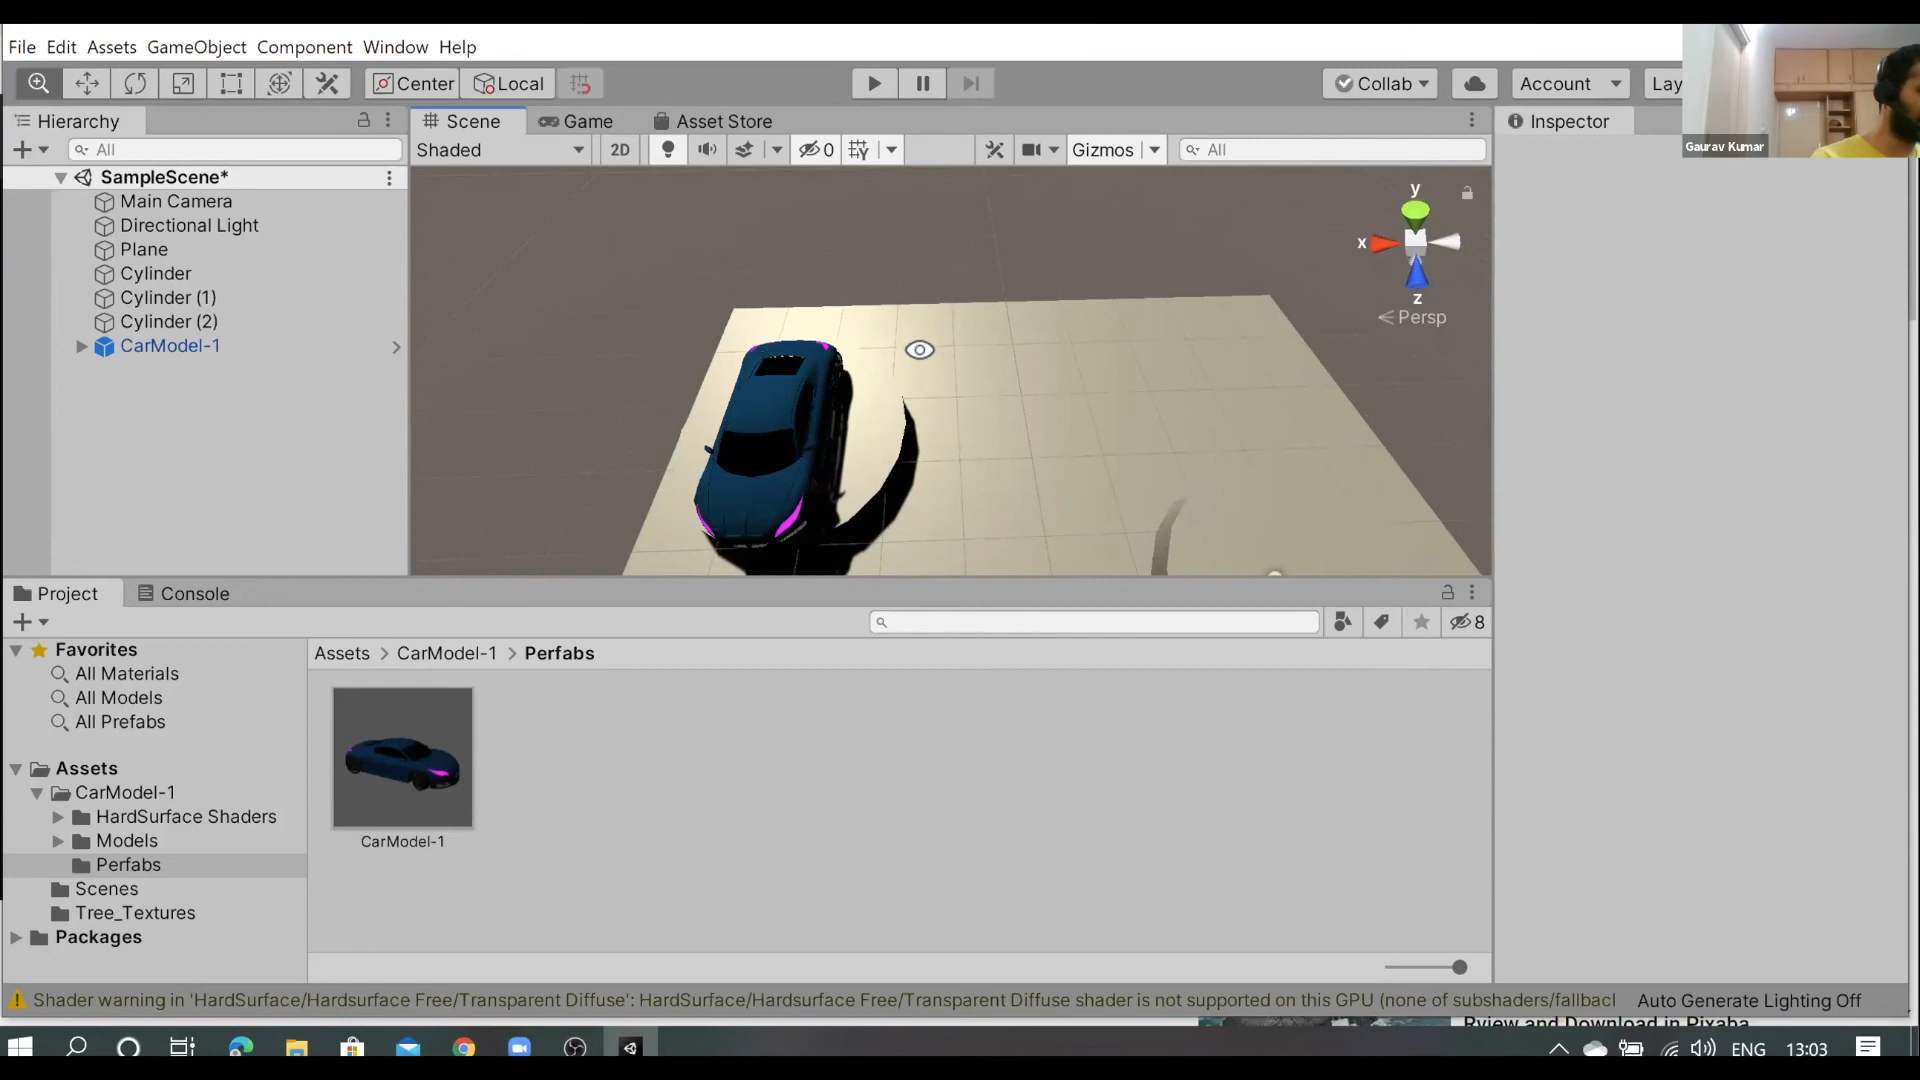 File Edit Assets GameObject Component Window Help
Center Local Collab Account Lay
Gaurav Kumar
Hierarchy
All
SampleScene*
Main Camera
Directional Light
Plane
Cylinder
Cylinder (1)
Cylinder (2)
CarModel-1
Scene Game Asset Store
Shaded 2D 0 Gizmos All
y
x
z
Persp
Inspector
Project Console
8
Favorites
All Materials
All Models
All Prefabs
Assets
CarModel-1
HardSurface Shaders
Models
Perfabs
Scenes
Tree_Textures
Packages
Assets > CarModel-1 > Perfabs
CarModel-1
Shader warning in 'HardSurface/Hardsurface Free/Transparent Diffuse': HardSurface/Hardsurface Free/Transparent Diffuse shader is not supported on this GPU (none of subshaders/fallbacl
Auto Generate Lighting Off
Rview and Download in Pixaba
ENG 13:03